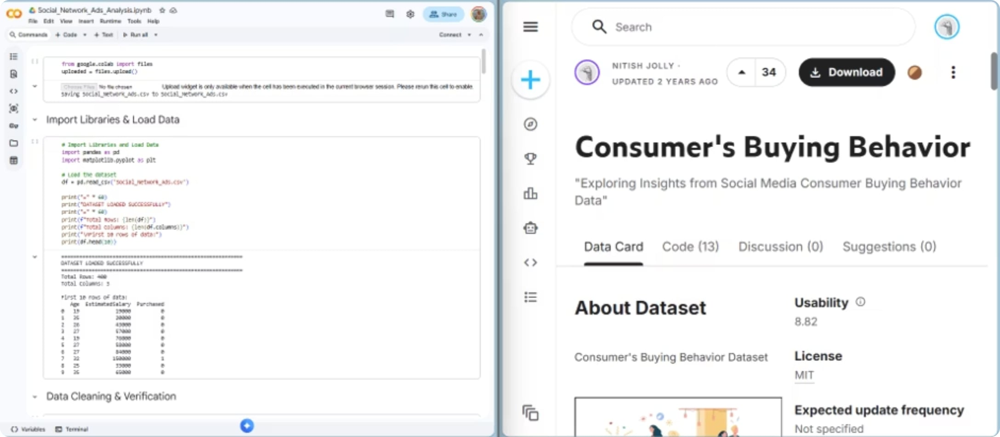 Social_Network_Ads_Analysis.ipynb
File Edit View Insert Runtime Tools Help
Share
Commands + Code + Text Run all
Connect
from google.colab import files
uploaded = files.upload()
Choose Files No file chosen Upload widget is only available when the cell has been executed in the current browser session. Please rerun this cell to enable.
Saving Social_Network_Ads.csv to Social_Network_Ads.csv
Import Libraries & Load Data
# Import Libraries and Load Data
import pandas as pd
import matplotlib.pyplot as plt
# Load the dataset
df = pd.read_csv("Social_Network_Ads.csv")
print("=" * 60)
print("DATASET LOADED SUCCESSFULLY")
print("=" * 60)
print(f"Total Rows: {len(df)}")
print(f"Total Columns: {len(df.columns)}")
print("\nFirst 10 rows of data:")
print(df.head(10))
DATASET LOADED SUCCESSFULLY
Total Rows: 400
Total Columns: 3
First 10 rows of data:
Age EstimatedSalary Purchased
0 19 19000 0
1 35 20000 0
2 26 43000 0
3 27 57000 0
4 19 76000 0
5 27 58000 0
6 27 84000 0
7 32 150000 1
8 25 33000 0
9 35 65000 0
Data Cleaning & Verification
Variables Terminal
Search
NITISH JOLLY ·
UPDATED 2 YEARS AGO
34
Download
Consumer's Buying Behavior
"Exploring Insights from Social Media Consumer Buying Behavior
Data"
Data Card Code (13) Discussion (0) Suggestions (0)
About Dataset
Consumer's Buying Behavior Dataset
Usability
8.82
License
MIT
Expected update frequency
Not specified